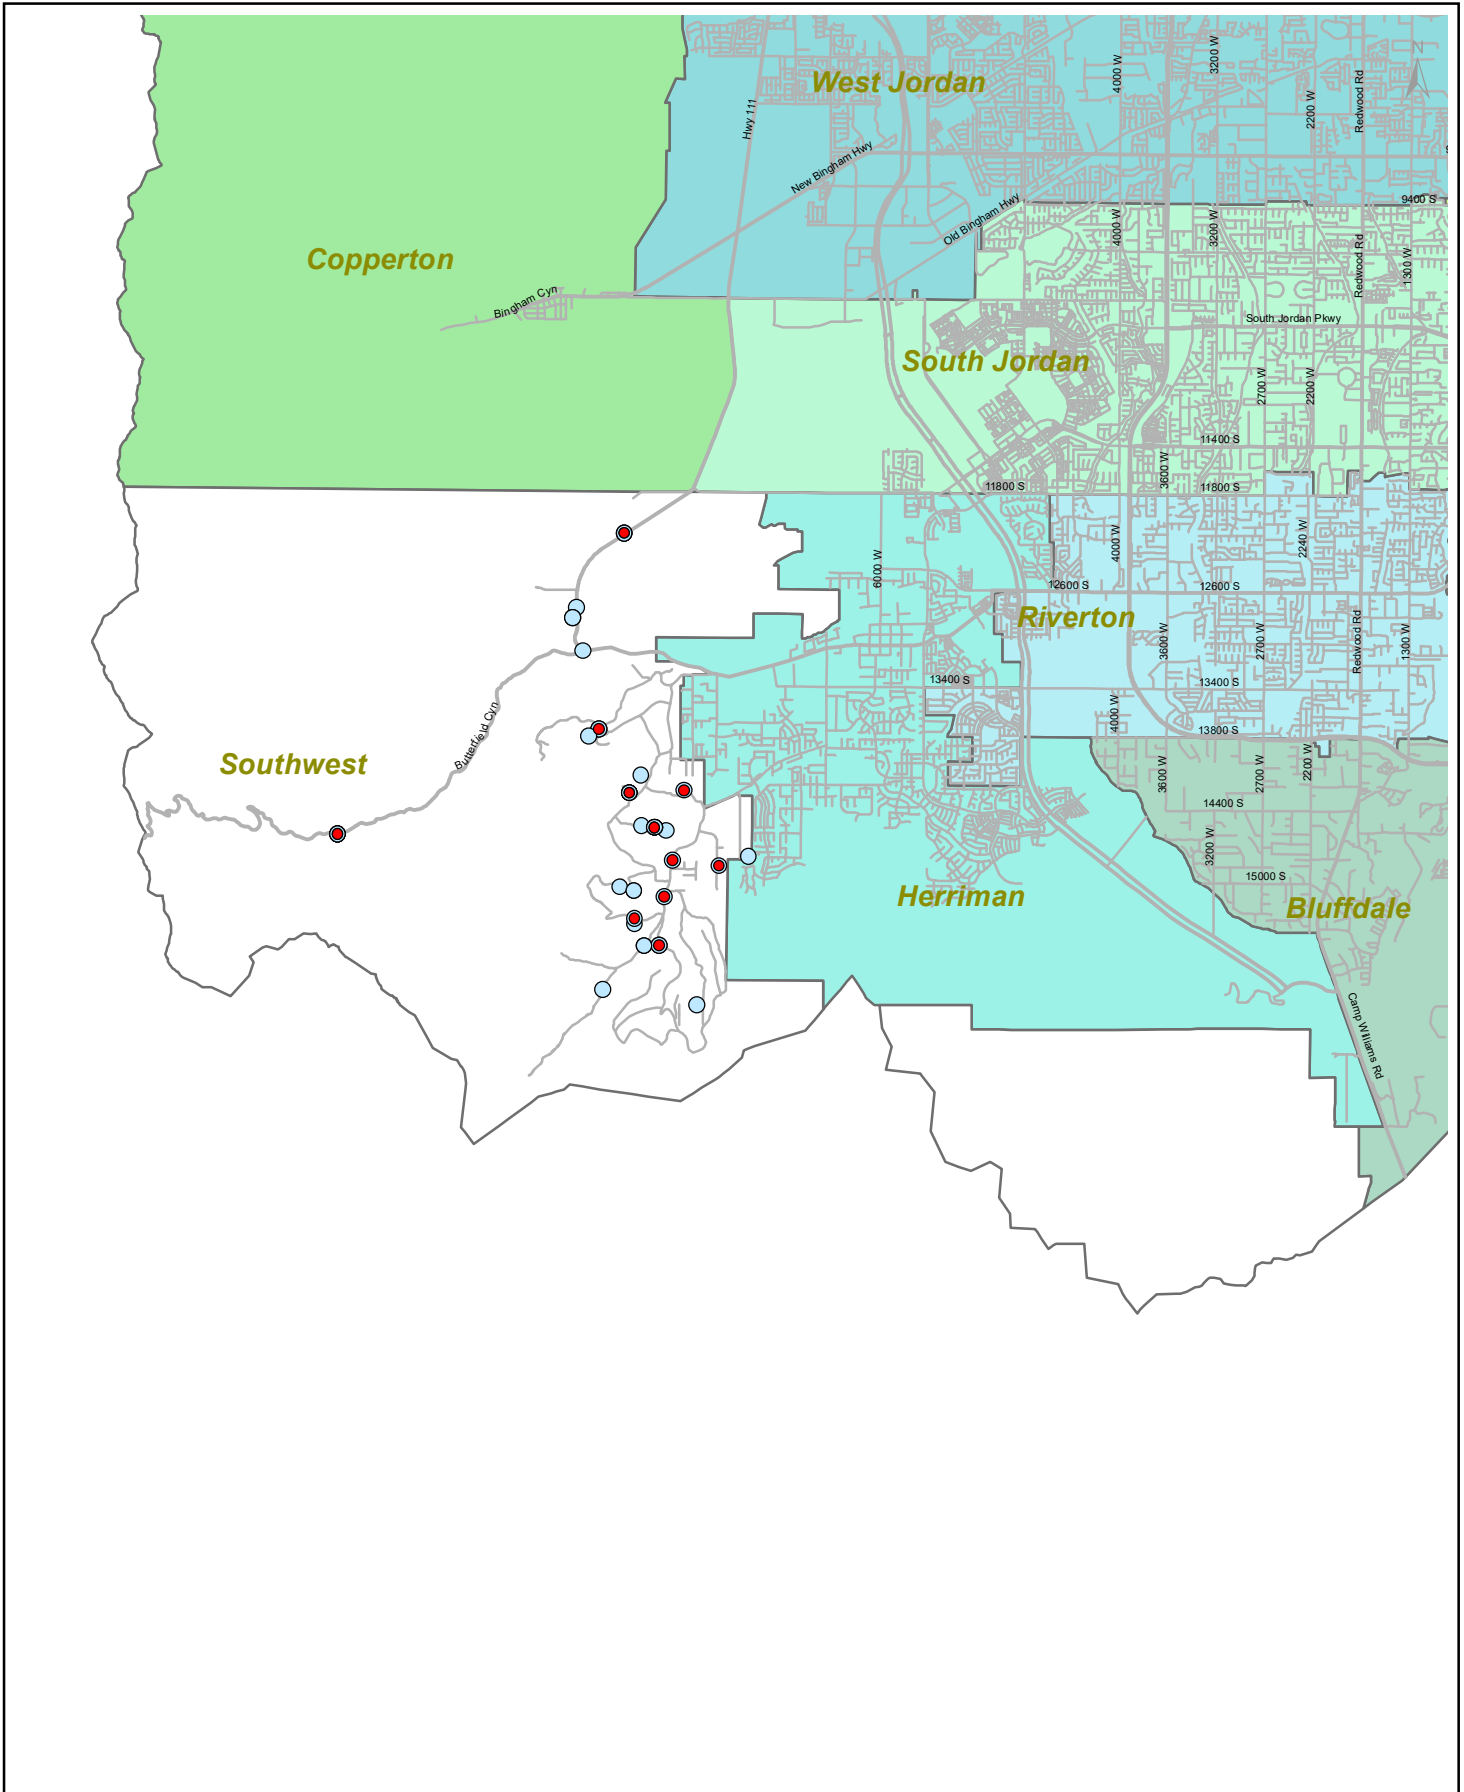 N
West Jordan
3200 W
4000 W
2200 W
Redwood Rd
Hwy 111
New Bingham Hwy
Old Bingham Hwy
9400 S
4000 W
3200 W
Redwood Rd
1300 W
Copperton
Bingham Cyn
South Jordan Pkwy
South Jordan
2700 W
2200 W
11400 S
3600 W
11800 S
11800 S
6000 W
4000 W
2240 W
12600 S
12600 S
Riverton
3600 W
2700 W
Redwood Rd
1300 W
13400 S
13400 S
4000 W
13800 S
Butterfield Cyn
Southwest
3600 W
2700 W
2200 W
14400 S
3200 W
15000 S
Herriman
Bluffdale
Camp Williams Rd